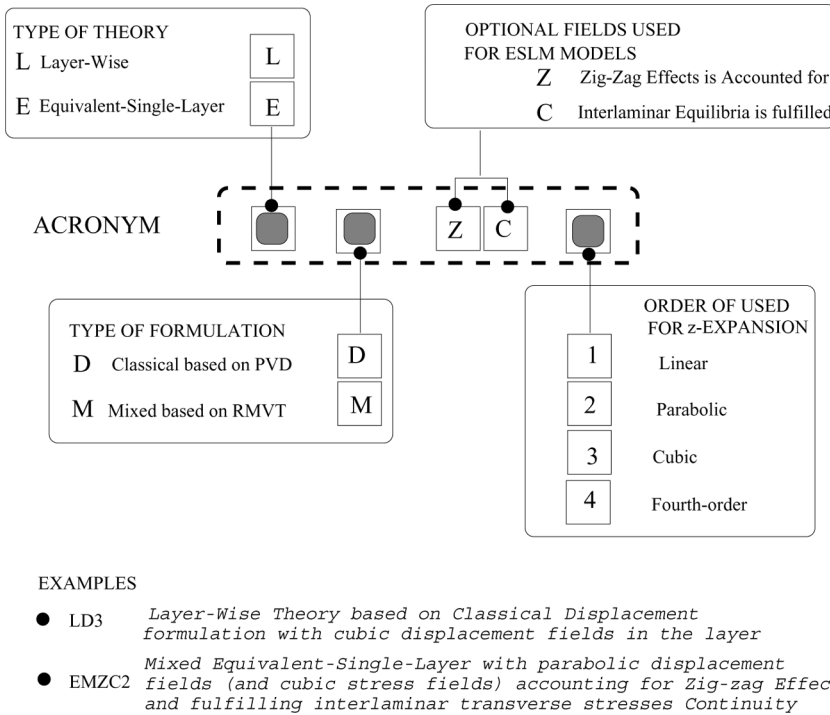 TYPE OF THEORY
L Layer-Wise L
E Equivalent-Single-Layer E
OPTIONAL FIELDS USED
FOR ESLM MODELS
Z Zig-Zag Effects is Accounted for
C Interlaminar Equilibria is fulfilled
ACRONYM
Z C
TYPE OF FORMULATION
D Classical based on PVD D
M Mixed based on RMVT M
ORDER OF USED
FOR z-EXPANSION
1 Linear
2 Parabolic
3 Cubic
4 Fourth-order
EXAMPLES
LD3 Layer-Wise Theory based on Classical Displacement
formulation with cubic displacement fields in the layer
Mixed Equivalent-Single-Layer with parabolic displacement
EMZC2 fields (and cubic stress fields) accounting for Zig-zag Effec
and fulfilling interlaminar transverse stresses Continuity